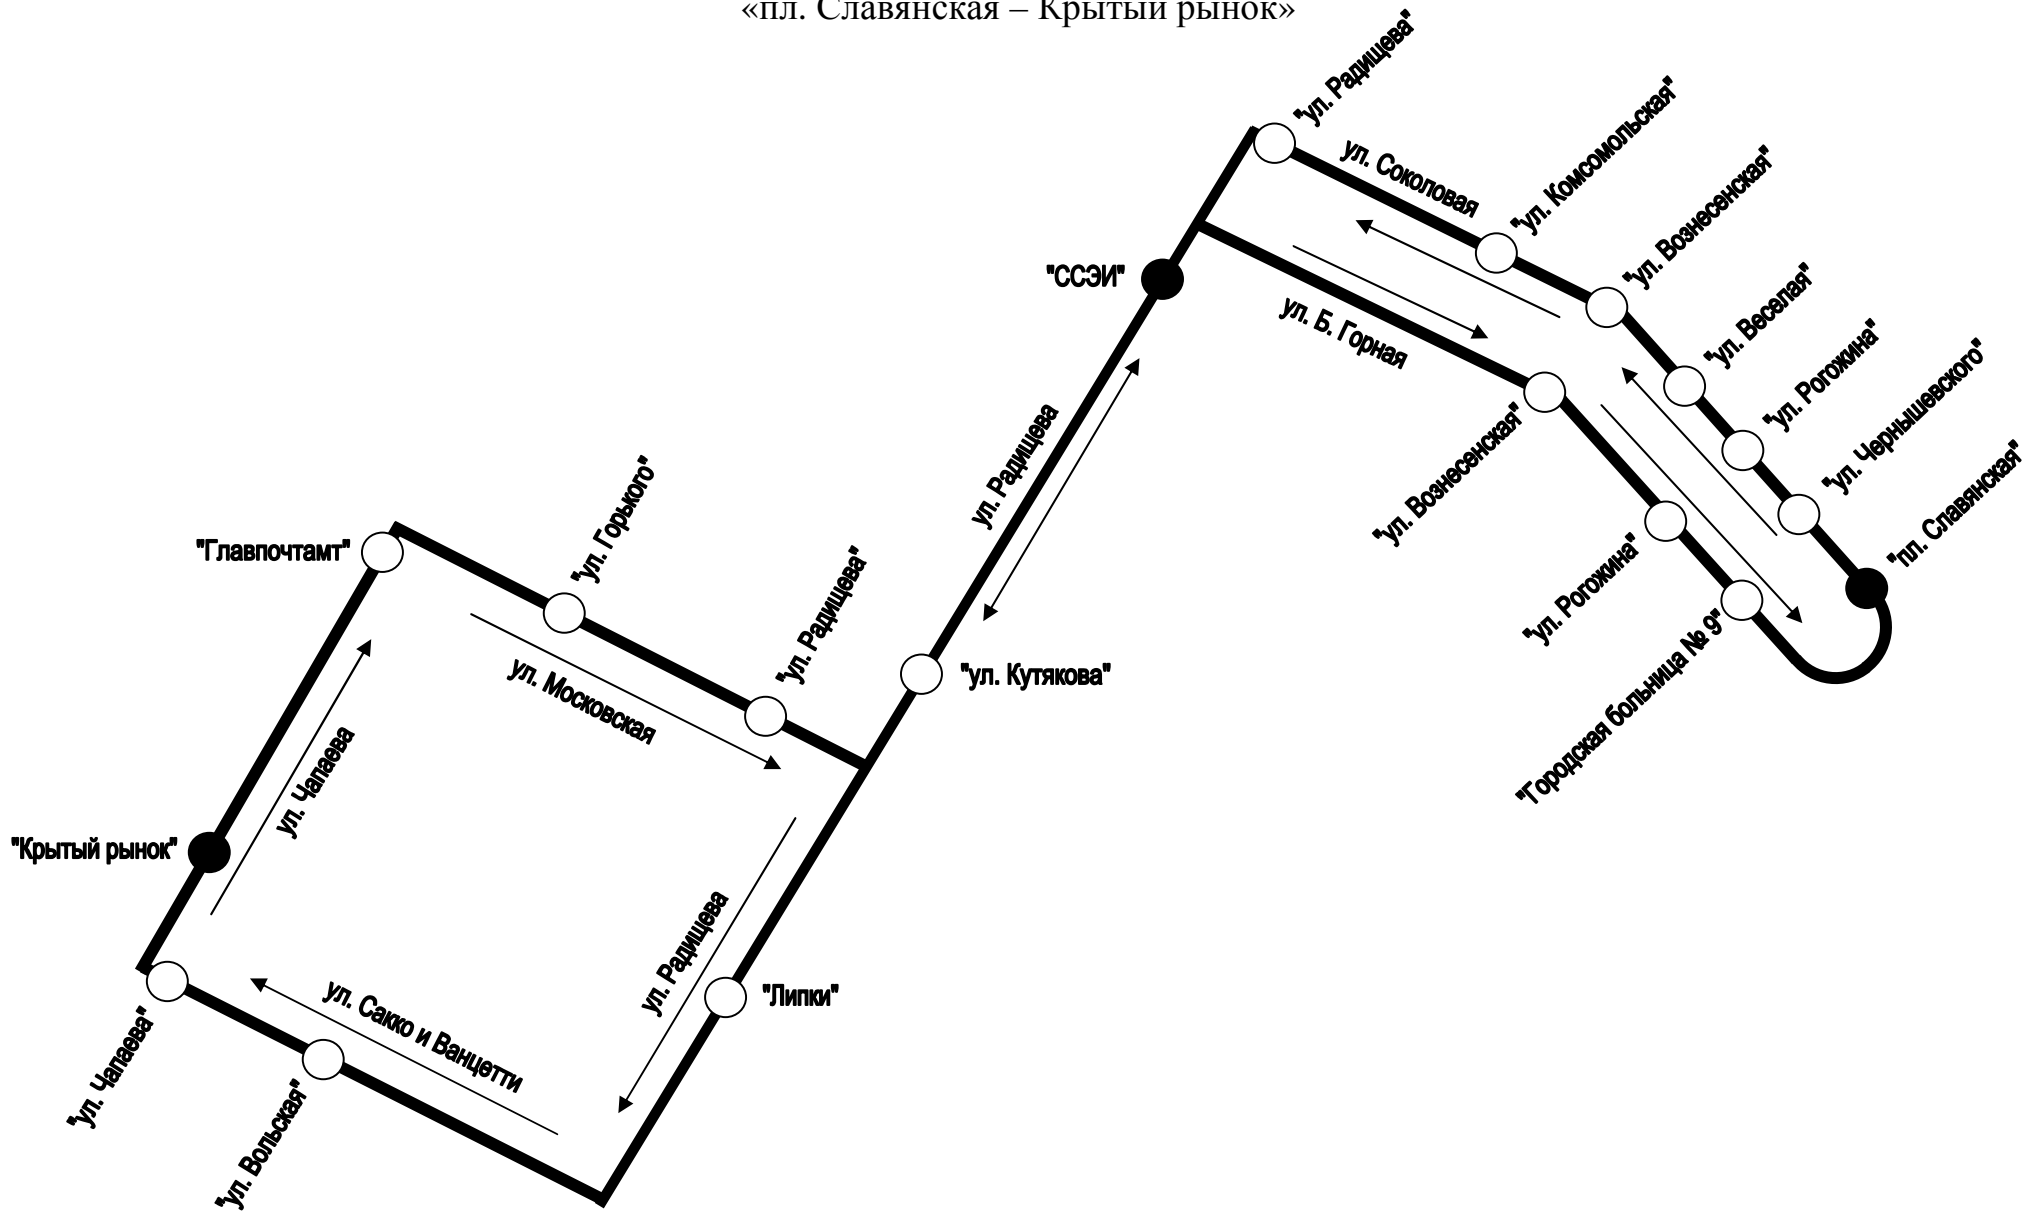 «пл. Славянская – Крытый рынок»
"ул. Радищева"
ул. Соколовая
"ул. Комсомольская"
"ул. Вознесенская"
"ССЭИ"
ул. Б. Горная
"ул. Веселая"
"ул. Рогожина"
"ул. Чернышевского"
"пл. Славянская"
ул. Радищева
"ул. Вознесенская"
"ул. Рогожина"
"Городская больница № 9"
"Главпочтамт"
"ул. Горького"
"ул. Радищева"
ул. Московская
"ул. Кутякова"
ул. Чапаева
"Крытый рынок"
ул. Радищева
"Липки"
ул. Сакко и Ванцетти
"ул. Чапаева"
"ул. Вольская"